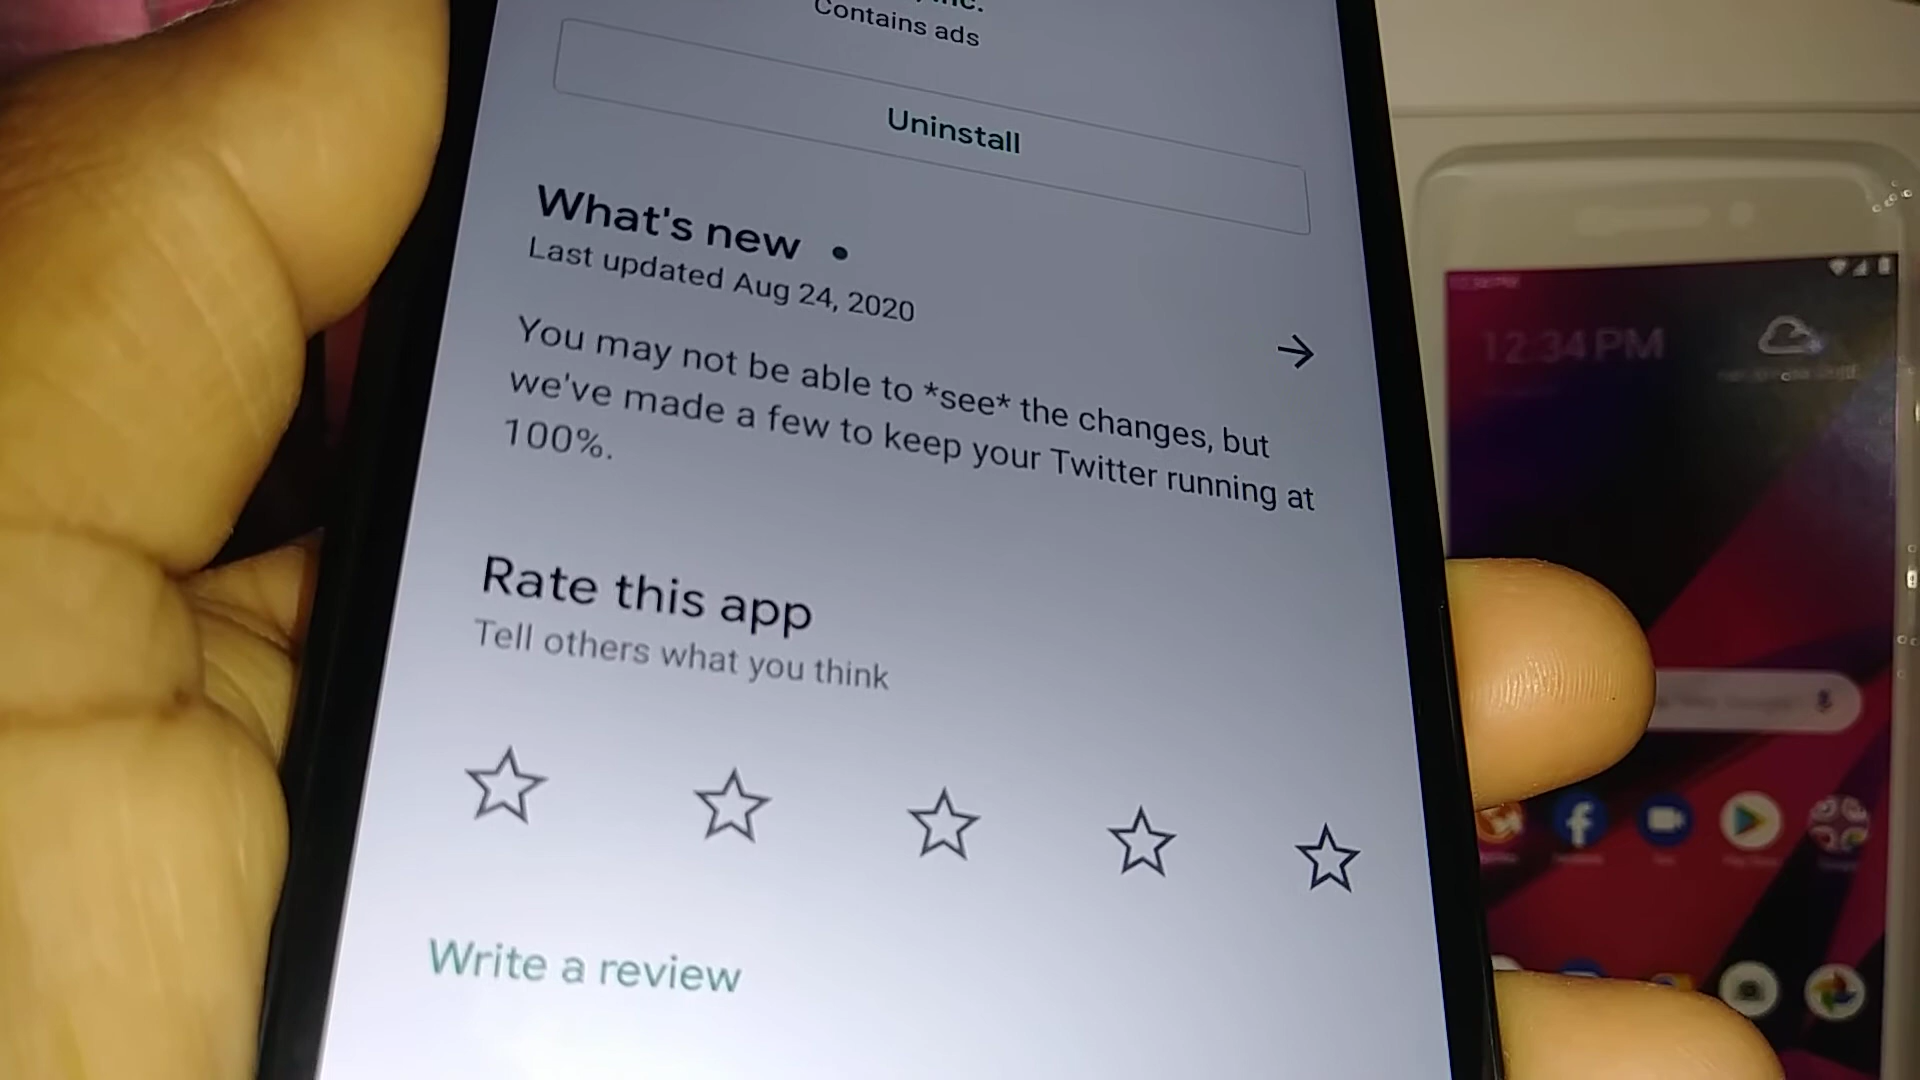 Inc.
Contains ads
Uninstall
What's new •
Last updated Aug 24, 2020
You may not be able to *see* the changes, but
we've made a few to keep your Twitter running at
100%.
Rate this app
Tell others what you think
Write a review
12:34 PM